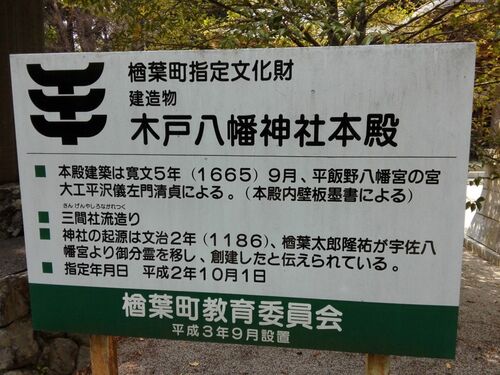 楢葉町指定文化財
建造物
木戸八幡神社本殿
■ 本殿建築は寛文5年(1665)9月、平飯野八幡宮の宮
大工平沢儀左門清貞による。(本殿内壁板墨書による)
さんげんやしろながれつく
■ 三間社流造り
■ 神社の起源は文治2年(1186)、楢葉太郎隆祐が宇佐八
幡宮より御分霊を移し、創建したと伝えられている。
■ 指定年月日 平成2年10月1日
楢葉町教育委員会
平成3年9月設置